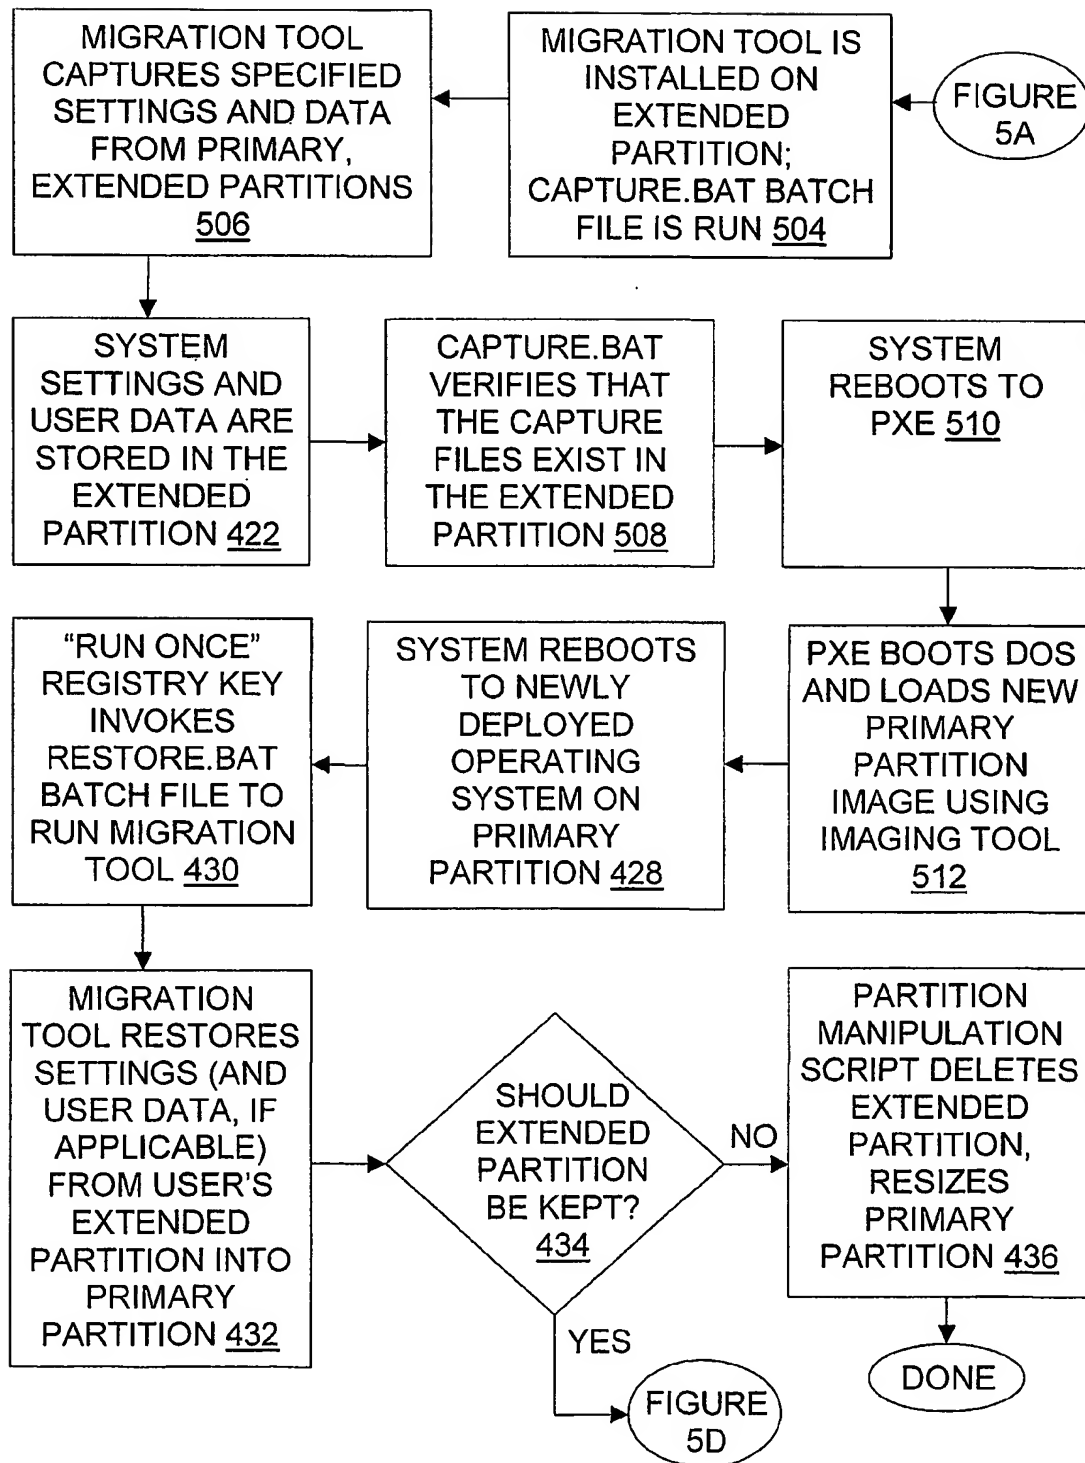 FIGURE
5A
MIGRATION TOOL IS
INSTALLED ON
EXTENDED
PARTITION;
CAPTURE.BAT BATCH
FILE IS RUN 504
MIGRATION TOOL
CAPTURES SPECIFIED
SETTINGS AND DATA
FROM PRIMARY,
EXTENDED PARTITIONS
506
SYSTEM
SETTINGS AND
USER DATA ARE
STORED IN THE
EXTENDED
PARTITION 422
CAPTURE.BAT
VERIFIES THAT
THE CAPTURE
FILES EXIST IN
THE EXTENDED
PARTITION 508
SYSTEM
REBOOTS TO
PXE 510
PXE BOOTS DOS
AND LOADS NEW
PRIMARY
PARTITION
IMAGE USING
IMAGING TOOL
512
SYSTEM REBOOTS
TO NEWLY
DEPLOYED
OPERATING
SYSTEM ON
PRIMARY
PARTITION 428
“RUN ONCE”
REGISTRY KEY
INVOKES
RESTORE.BAT
BATCH FILE TO
RUN MIGRATION
TOOL 430
MIGRATION
TOOL RESTORES
SETTINGS (AND
USER DATA, IF
APPLICABLE)
FROM USER’S
EXTENDED
PARTITION INTO
PRIMARY
PARTITION 432
SHOULD
EXTENDED
PARTITION
BE KEPT?
434
NO
PARTITION
MANIPULATION
SCRIPT DELETES
EXTENDED
PARTITION,
RESIZES
PRIMARY
PARTITION 436
DONE
YES
FIGURE
5D